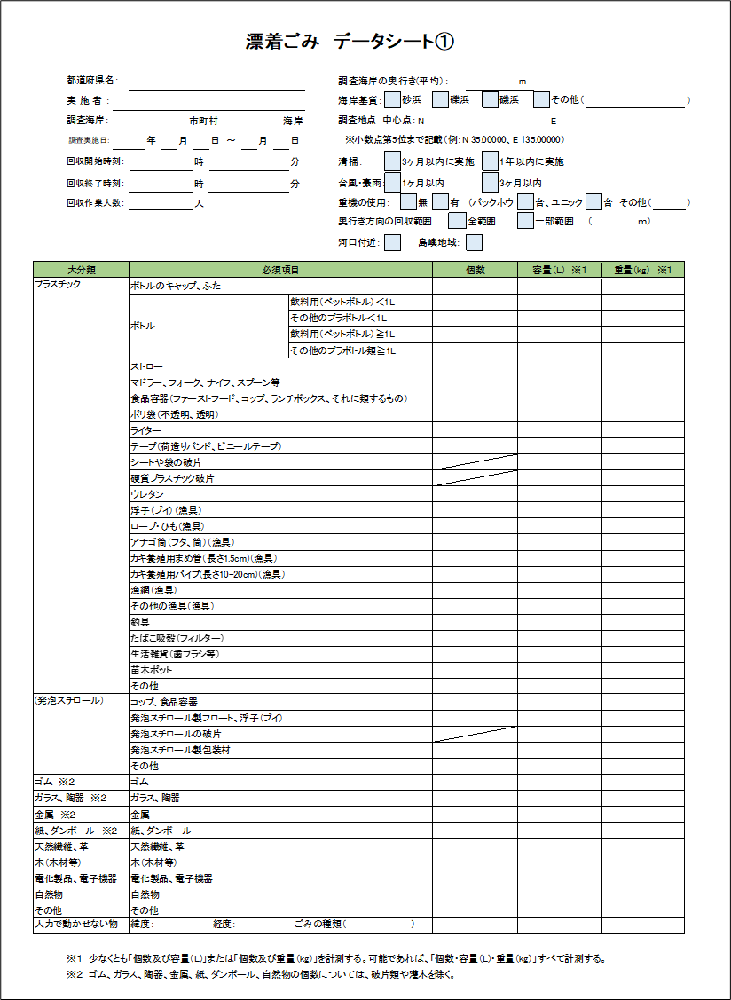 漂着ごみ　データシート①
都道府県名：
実 施 者 ：
調査海岸： 市町村 海岸
調査実施日： 年 月 日 ～ 月 日
回収開始時刻： 時 分
回収終了時刻： 時 分
回収作業人数： 人
調査海岸の奥行き(平均)： m
海岸基質： 砂浜 礫浜 磯浜 その他（ ）
調査地点 中心点：N E
※小数点第5位まで記載（例：N 35.00000、E 135.00000）
清掃： 3ヶ月以内に実施 1年以内に実施
台風・豪雨： 1ヶ月以内 3ヶ月以内
重機の使用： 無 有 （バックホウ 台、ユニック 台 その他（ ）
奥行き方向の回収範囲 全範囲 一部範囲 （ m）
河口付近： 島嶼地域：
大分類 必須項目 個数 容量（L） ※1 重量（kg） ※1
プラスチック ボトルのキャップ、ふた
ボトル
飲料用（ペットボトル）＜1L
その他のプラボトル＜1L
飲料用（ペットボトル）≧1L
その他のプラボトル類≧1L
ストロー
マドラー、フォーク、ナイフ、スプーン等
食品容器（ファーストフード、コップ、ランチボックス、それに類するもの）
ポリ袋（不透明、透明）
ライター
テープ（荷造りバンド、ビニールテープ）
シートや袋の破片
硬質プラスチック破片
ウレタン
浮子（ブイ）（漁具）
ロープ・ひも（漁具）
アナゴ筒（フタ、筒）（漁具）
カキ養殖用まめ管（長さ1.5cm）（漁具）
カキ養殖用パイプ（長さ10-20cm）（漁具）
漁網（漁具）
その他の漁具（漁具）
釣具
たばこ吸殻（フィルター）
生活雑貨（歯ブラシ等）
苗木ポット
その他
（発泡スチロール） コップ、食品容器
発泡スチロール製フロート、浮子（ブイ）
発泡スチロールの破片
発泡スチロール製包装材
その他
ゴム ※2 ゴム
ガラス、陶器 ※2 ガラス、陶器
金属 ※2 金属
紙、ダンボール ※2 紙、ダンボール
天然繊維、革 天然繊維、革
木（木材等） 木（木材等）
電化製品、電子機器 電化製品、電子機器
自然物 自然物
その他 その他
人力で動かせない物 緯度： 経度： ごみの種類（ ）
※1 少なくとも「個数及び容量（L）」または「個数及び重量（kg）」を計測する。可能であれば、「個数・容量（L）・重量（kg）」すべて計測する。
※2 ゴム、ガラス、陶器、金属、紙、ダンボール、自然物の個数については、破片類や灌木を除く。